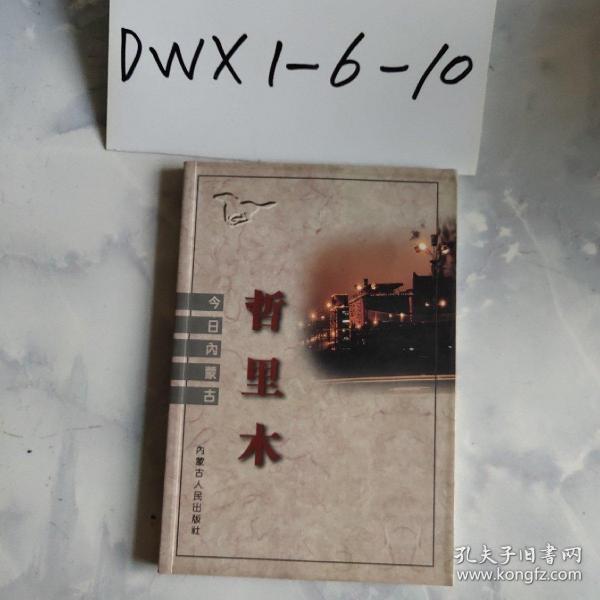 DWX 1-6-10
今日内蒙古
哲里木
内蒙古人民出版社
孔夫子旧书网
www.kongfz.com